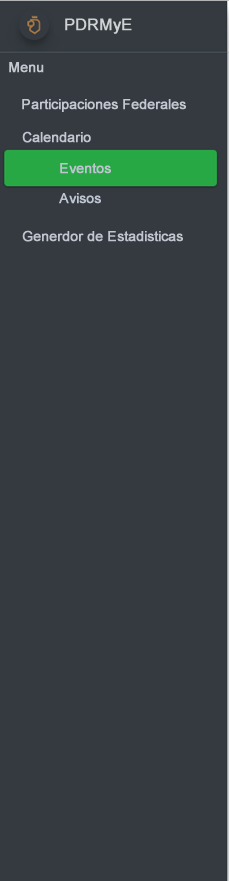 PDRMyE
Menu
Participaciones Federales
Calendario
Eventos
Avisos
Generdor de Estadisticas